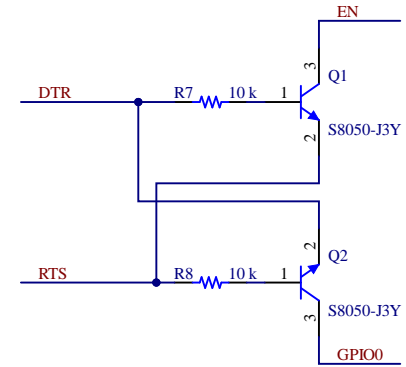 EN
3
Q1
DTR
R7
10 k
1
S8050-J3Y
2
2
Q2
RTS
R8
10 k
1
S8050-J3Y
3
GPIO0